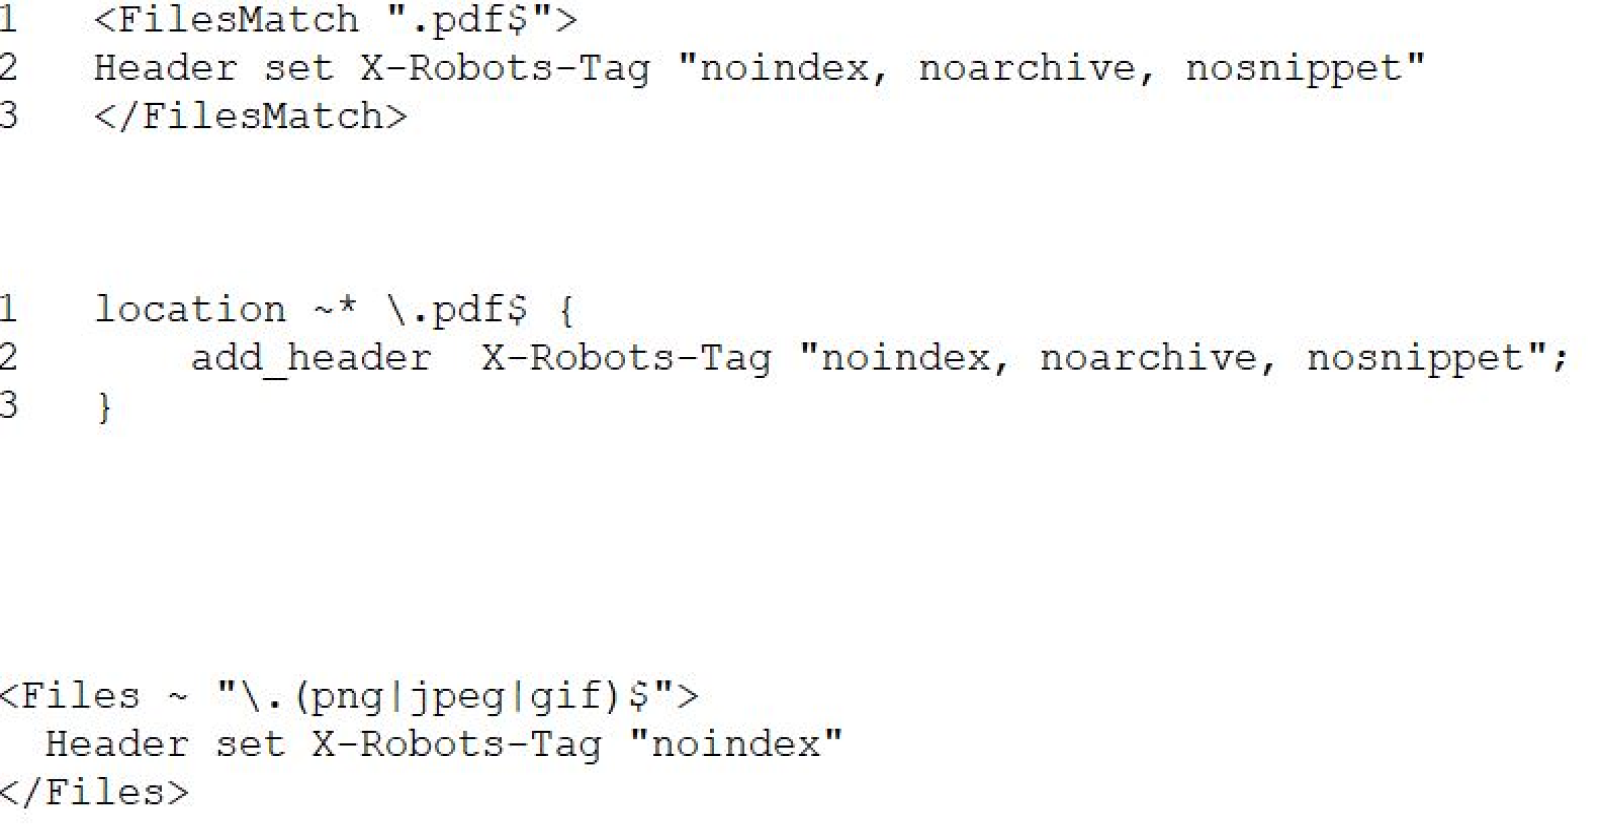 1   <FilesMatch ".pdf$">
2   Header set X-Robots-Tag "noindex, noarchive, nosnippet"
3   </FilesMatch>
1   location ~* \.pdf$ {
2       add_header  X-Robots-Tag "noindex, noarchive, nosnippet";
3   }
<Files ~ "\.(png|jpeg|gif)$">
  Header set X-Robots-Tag "noindex"
</Files>